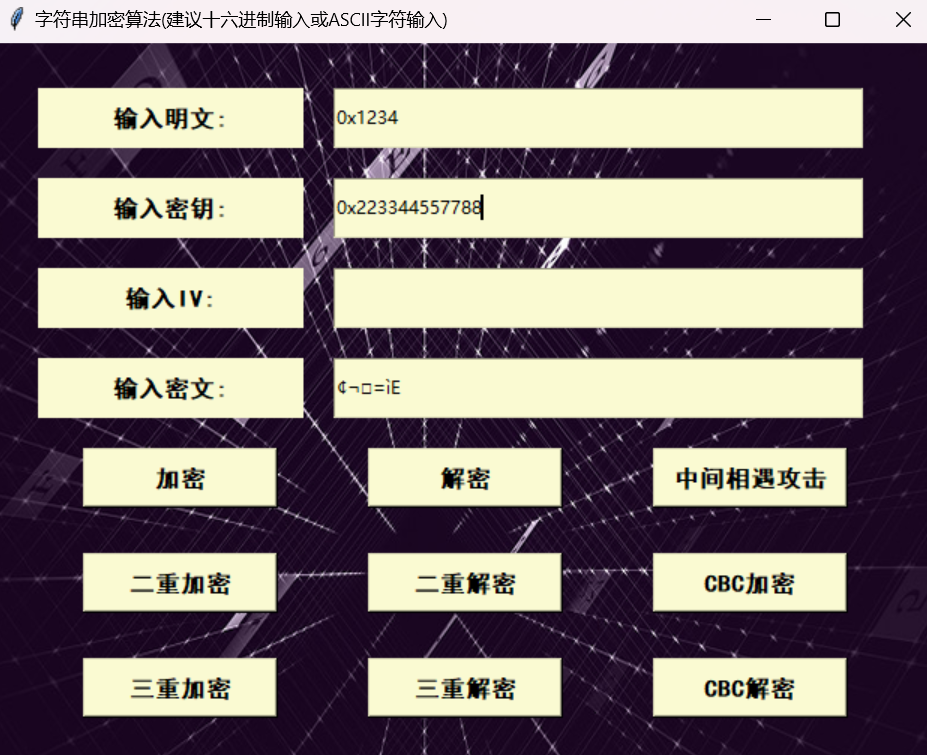 字符串加密算法(建议十六进制输入或ASCII字符输入)
输入明文: 0x1234
输入密钥: 0x223344557788
输入IV:
输入密文: ¢¬□=ìE
加密 解密 中间相遇攻击
二重加密 二重解密 CBC加密
三重加密 三重解密 CBC解密